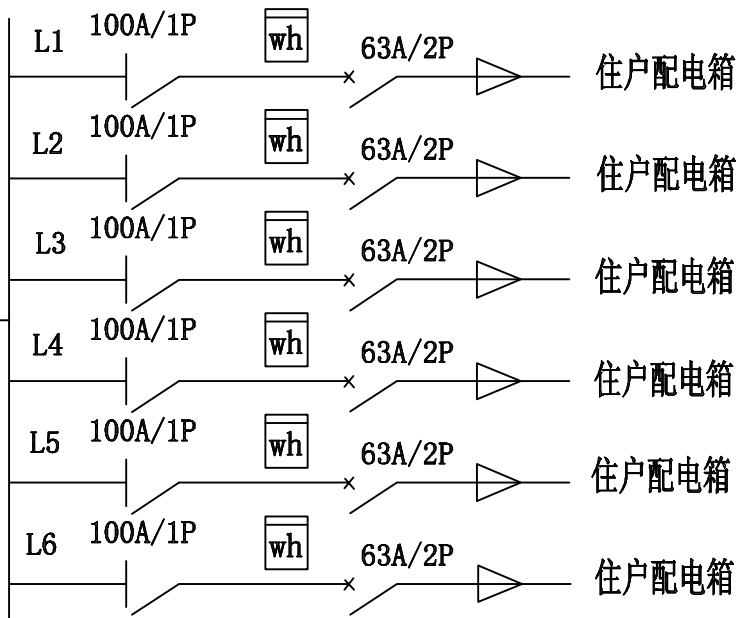 L1 100A/1P wh 63A/2P 住户配电箱
L2 100A/1P wh 63A/2P 住户配电箱
L3 100A/1P wh 63A/2P 住户配电箱
L4 100A/1P wh 63A/2P 住户配电箱
L5 100A/1P wh 63A/2P 住户配电箱
L6 100A/1P wh 63A/2P 住户配电箱